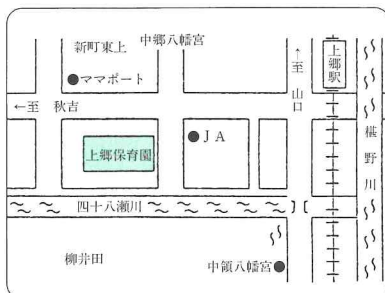 中郷八幡宮
新町東上
●ママポート
↑至 山口
上郷駅
←至 秋吉
椹野川
●JA
上郷保育園
四十八瀬川
柳井田
中領八幡宮●